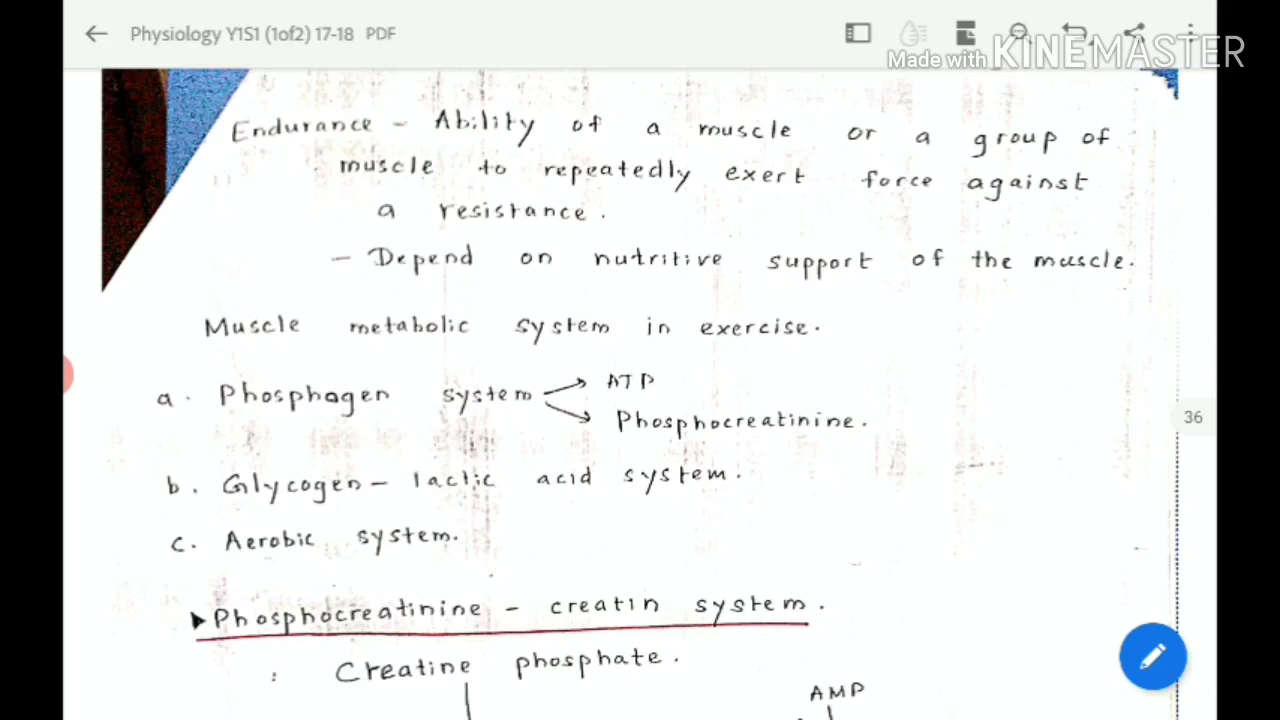 Physiology Y1S1 (1of2) 17-18 PDF
Made with KINEMASTER
Endurance - Ability of a muscle or a group of
muscle to repeatedly exert force against
a resistance.
- Depend on nutritive support of the muscle.
Muscle metabolic system in exercise.
a. Phosphagen system → ATP
→ Phosphocreatinine.
36
b. Glycogen - lactic acid system.
c. Aerobic system.
▶ Phosphocreatinine - creatin system.
: Creatine phosphate.
AMP